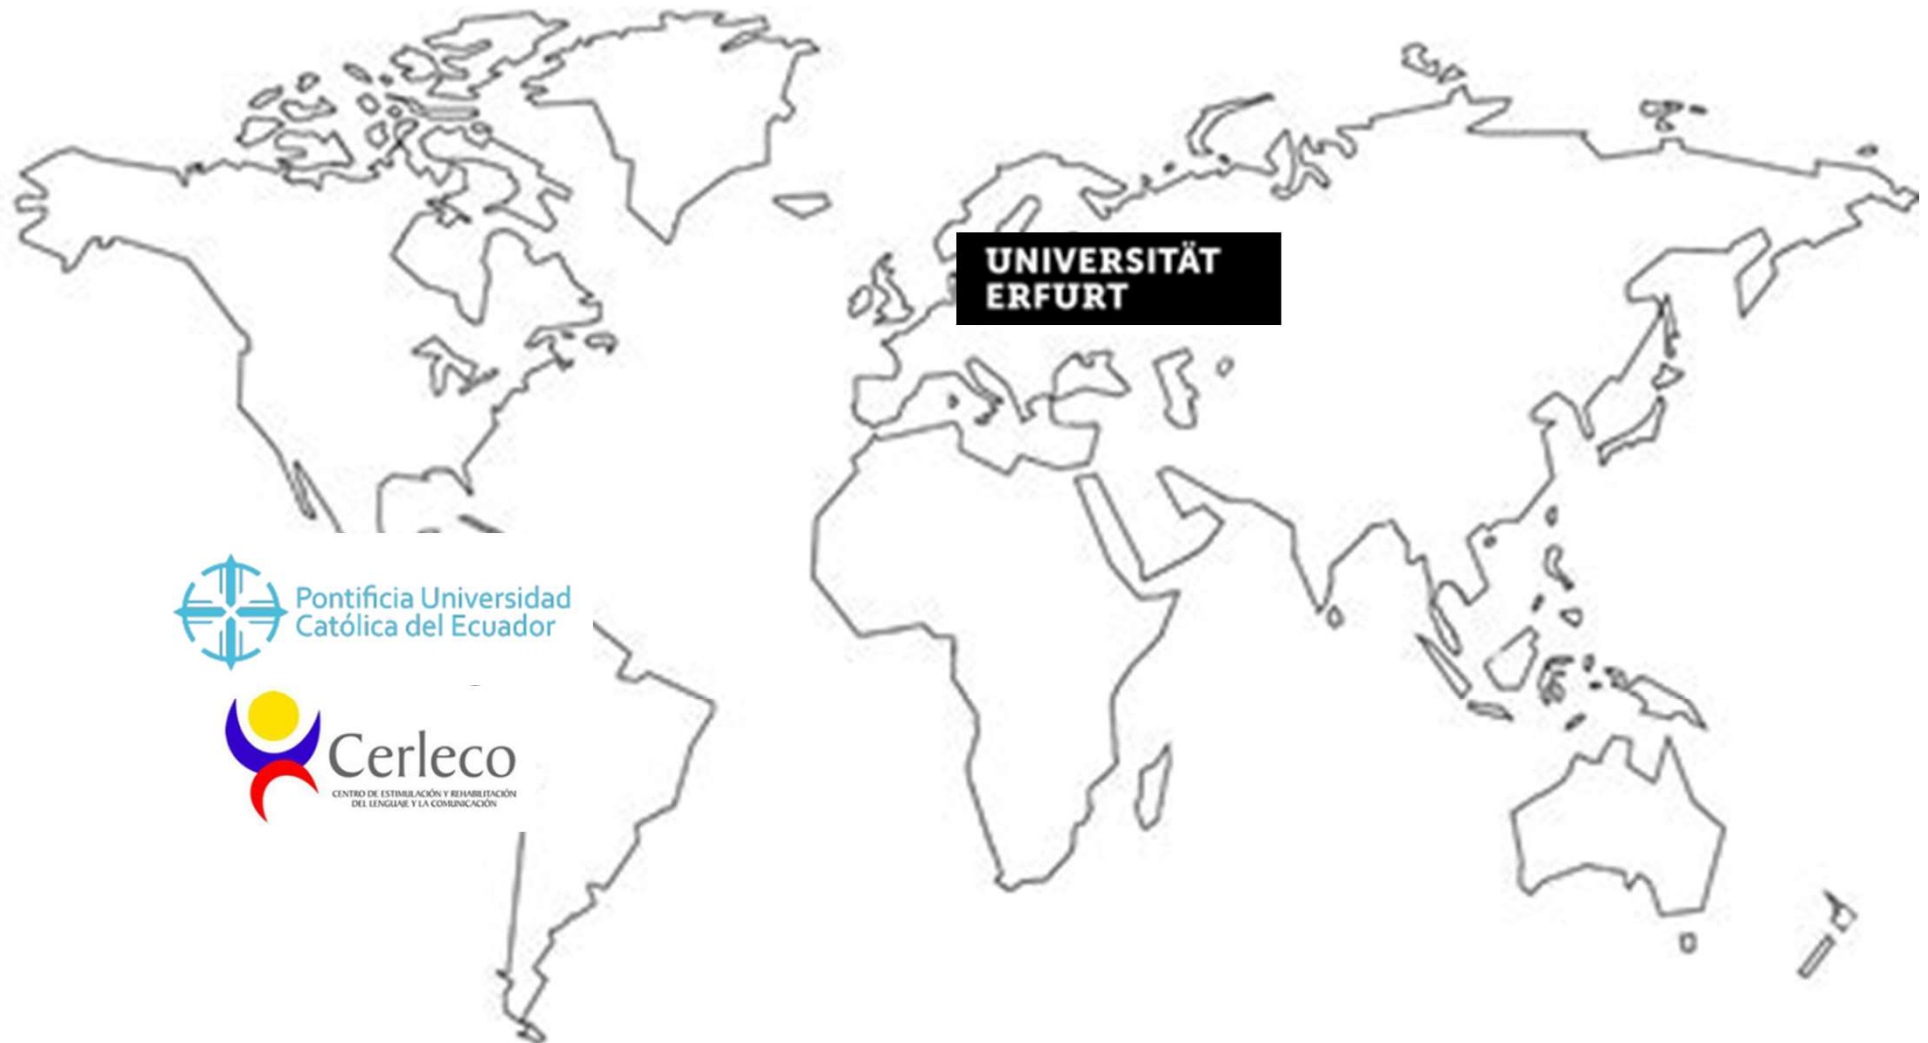 UNIVERSITÄT
ERFURT
Pontificia Universidad
Católica del Ecuador
Cerleco
CENTRO DE ESTIMULACIÓN Y REHABILITACIÓN
DEL LENGUAJE Y LA COMUNICACIÓN